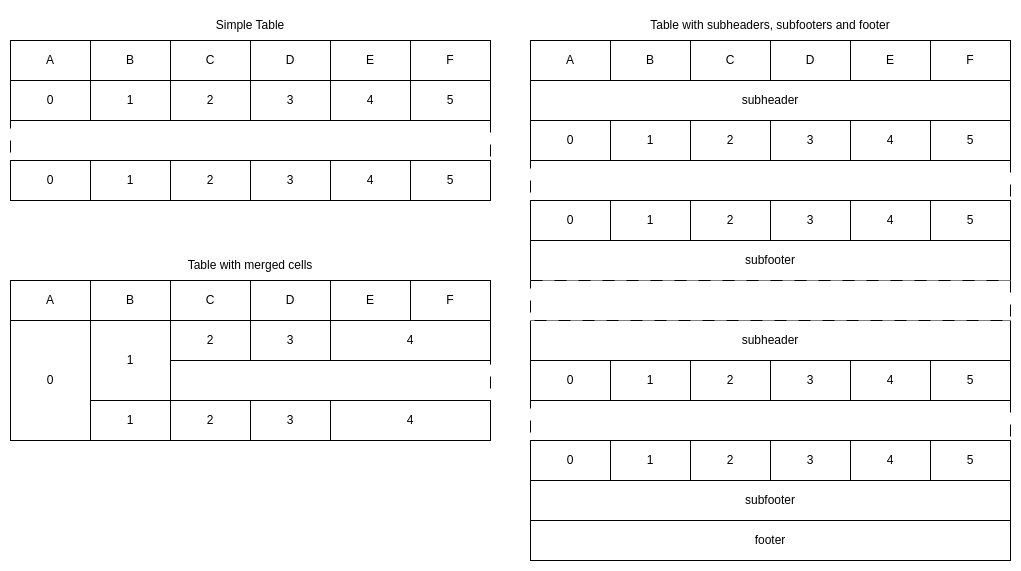 Simple Table
A B C D E F
0 1 2 3 4 5
0 1 2 3 4 5
Table with merged cells
A B C D E F
2 3 4
1
0
1 2 3 4
Table with subheaders, subfooters and footer
A B C D E F
subheader
0 1 2 3 4 5
0 1 2 3 4 5
subfooter
subheader
0 1 2 3 4 5
0 1 2 3 4 5
subfooter
footer